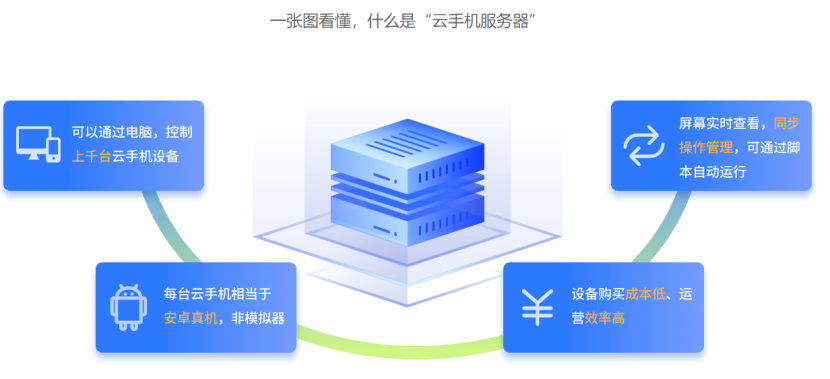 一张图看懂，什么是“云手机服务器”
可以通过电脑，控制
上千台云手机设备
屏幕实时查看，同步
操作管理，可通过脚
本自动运行
每台云手机相当于
安卓真机，非模拟器
设备购买成本低、运
营效率高